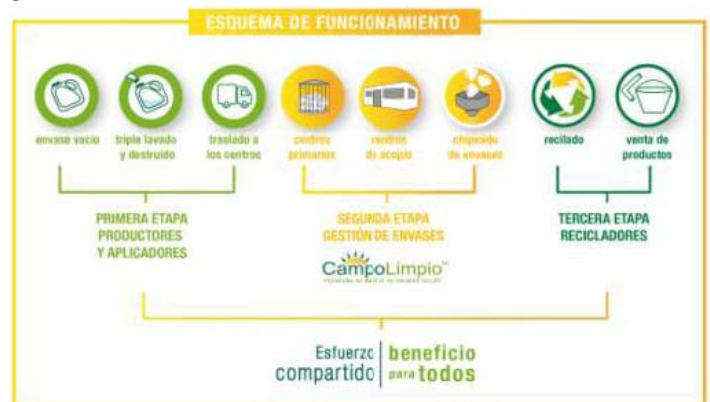 ESQUEMA DE FUNCIONAMIENTO
envase vacío
tripla lavado
y destruido
traslado a
los centros
centros
primarios
centros
di acopio
chipeado
de envases
recilado
venta de
productos
PRIMERA ETAPA
PRODUCTORES
Y APLICADORES
SEGUNDA ETAPA
GESTIÓN DE ENVASES
CampoLimpio
TERCERA ETAPA
RECICLADORES
Esfuerzo
compartido
beneficio
para todos